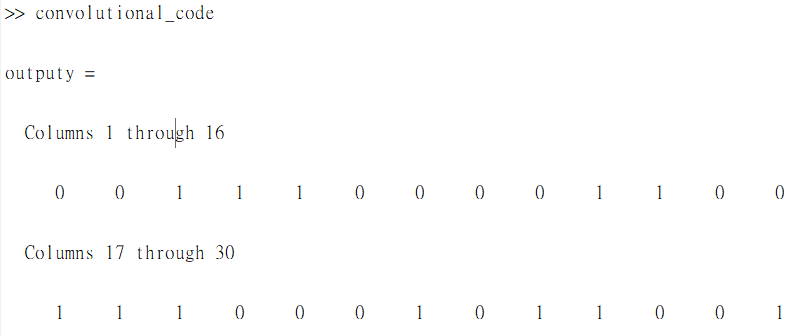 >> convolutional_code
outputy =
Columns 1 through 16
0 0 1 1 1 0 0 0 0 1 1 0 0
Columns 17 through 30
1 1 1 0 0 0 1 0 1 1 0 0 1